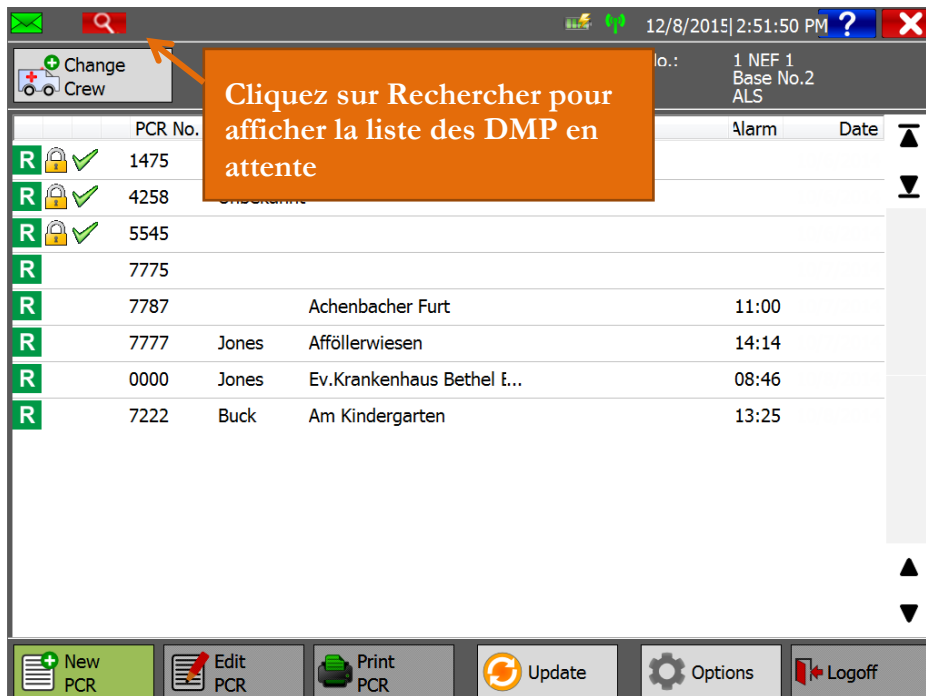 12/8/2015 2:51:50 PM ?
Change
Crew
lo.: 1 NEF 1
Base No.2
ALS
Cliquez sur Rechercher pour
afficher la liste des DMP en
attente
PCR No. Alarm Date
R 1475
R 4258
R 5545
R 7775
R 7787 Achenbacher Furt 11:00
R 7777 Jones Afföllerwiesen 14:14
R 0000 Jones Ev.Krankenhaus Bethel E... 08:46
R 7222 Buck Am Kindergarten 13:25
New
PCR
Edit
PCR
Print
PCR
Update
Options
Logoff